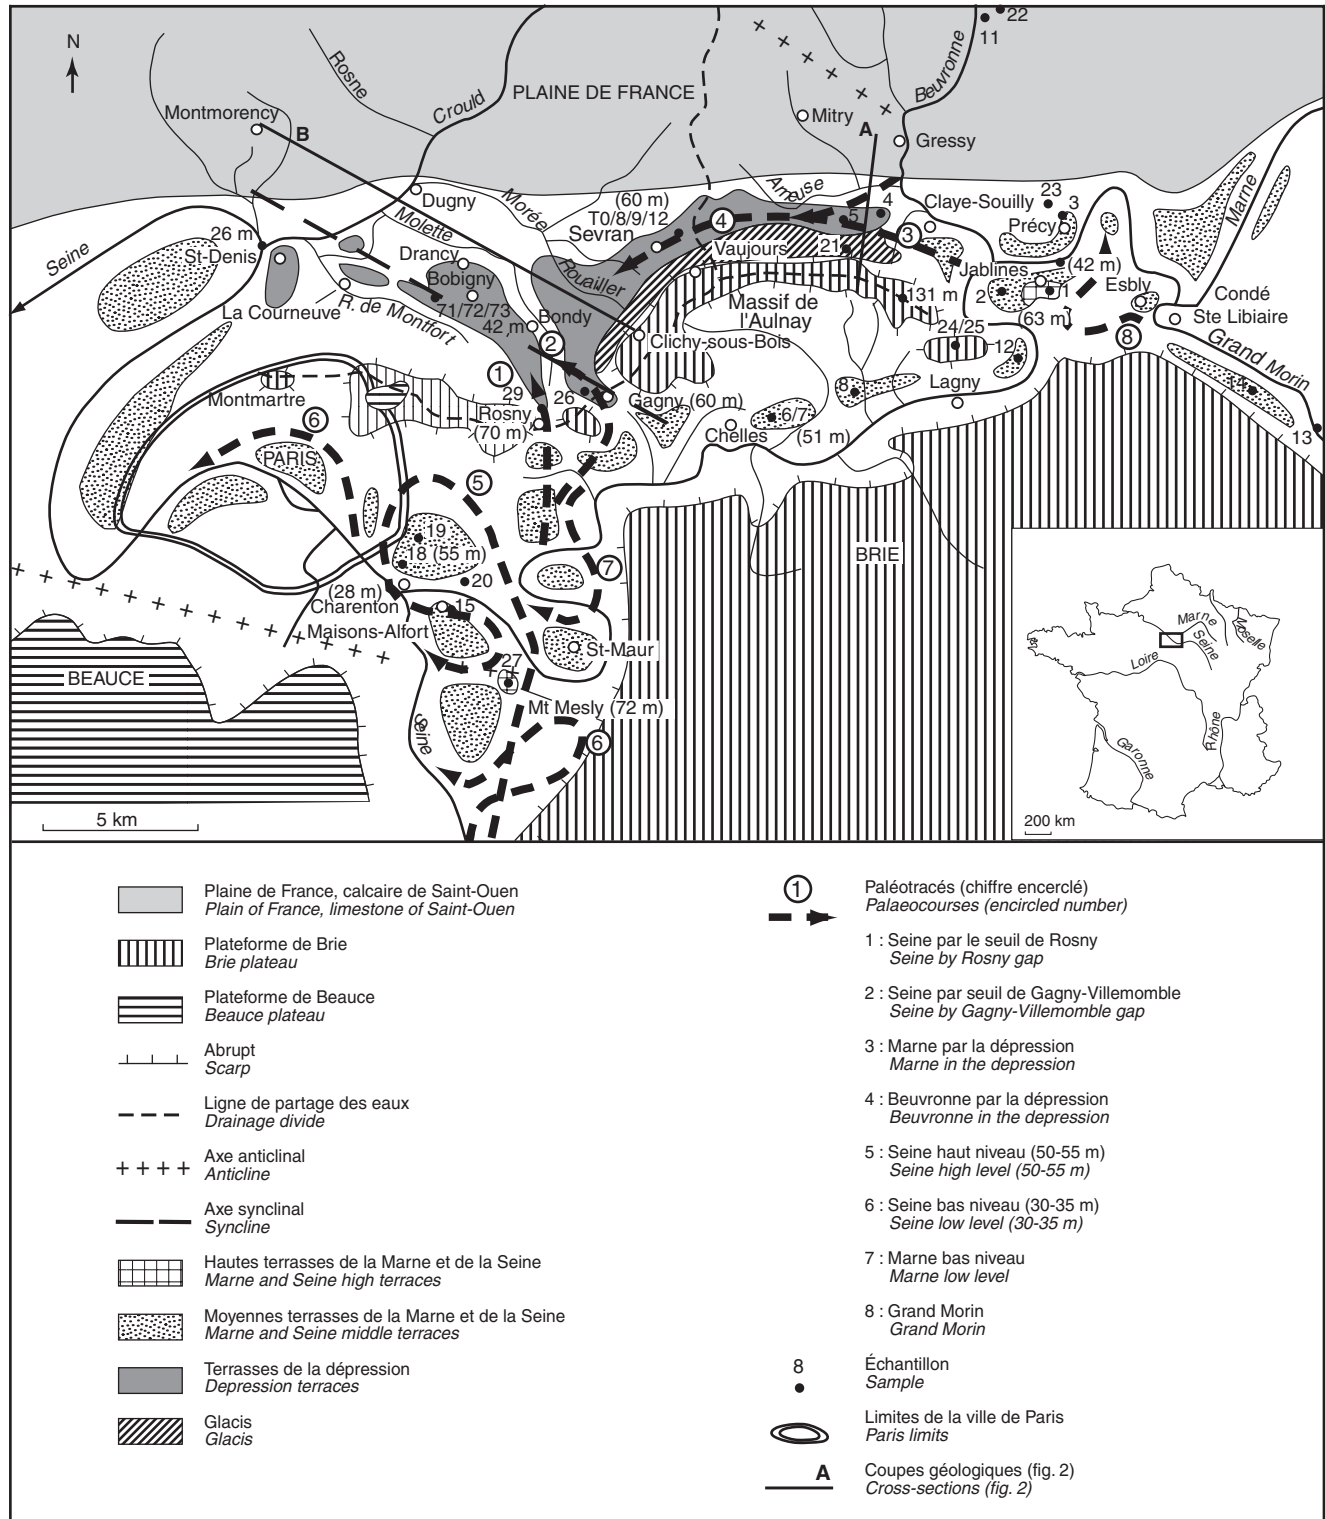 N
22
11
Rosne
Crould
PLAINE DE FRANCE
Beuvronne
Montmorency
B
Mitry
A
Gressy
Arneuse
Dugny
Morée
(60 m)
T0/8/9/12
Sevran
4
5
4
Claye-Souilly
23
3
Précy
Marne
Molette
26 m
St-Denis
Seine
Drancy
Bobigny
Rouailler
Vaujours
21
3
Jablines
(42 m)
2
1
Esbly
La Courneuve
R. de Montfort
71/72/73
42 m
Bondy
Massif de
l'Aulnay
131 m
(63 m)
Condé
Ste Libiaire
2
Clichy-sous-Bois
24/25
12
8
Grand Morin
Montmartre
1
29
26
Rosny
(70 m)
Gagny (60 m)
8
Lagny
14
6/7
Chelles
(51 m)
13
6
PARIS
5
19
18 (55 m)
20
BRIE
7
(28 m)
Charenton
15
Maisons-Alfort
St-Maur
27
BEAUCE
Mt Mesly (72 m)
Seine
6
5 km
Marne
Seine
Moselle
Loire
Rhône
Garonne
200 km
Plaine de France, calcaire de Saint-Ouen
Plain of France, limestone of Saint-Ouen
Plateforme de Brie
Brie plateau
Plateforme de Beauce
Beauce plateau
Abrupt
Scarp
Ligne de partage des eaux
Drainage divide
Axe anticlinal
Anticline
Axe synclinal
Syncline
Hautes terrasses de la Marne et de la Seine
Marne and Seine high terraces
Moyennes terrasses de la Marne et de la Seine
Marne and Seine middle terraces
Terrasses de la dépression
Depression terraces
Glacis
Glacis
1
Paléotracés (chiffre encerclé)
Palaeocourses (encircled number)
1 : Seine par le seuil de Rosny
Seine by Rosny gap
2 : Seine par seuil de Gagny-Villemomble
Seine by Gagny-Villemomble gap
3 : Marne par la dépression
Marne in the depression
4 : Beuvronne par la dépression
Beuvronne in the depression
5 : Seine haut niveau (50-55 m)
Seine high level (50-55 m)
6 : Seine bas niveau (30-35 m)
Seine low level (30-35 m)
7 : Marne bas niveau
Marne low level
8 : Grand Morin
Grand Morin
8
Échantillon
Sample
Limites de la ville de Paris
Paris limits
A
Coupes géologiques (fig. 2)
Cross-sections (fig. 2)